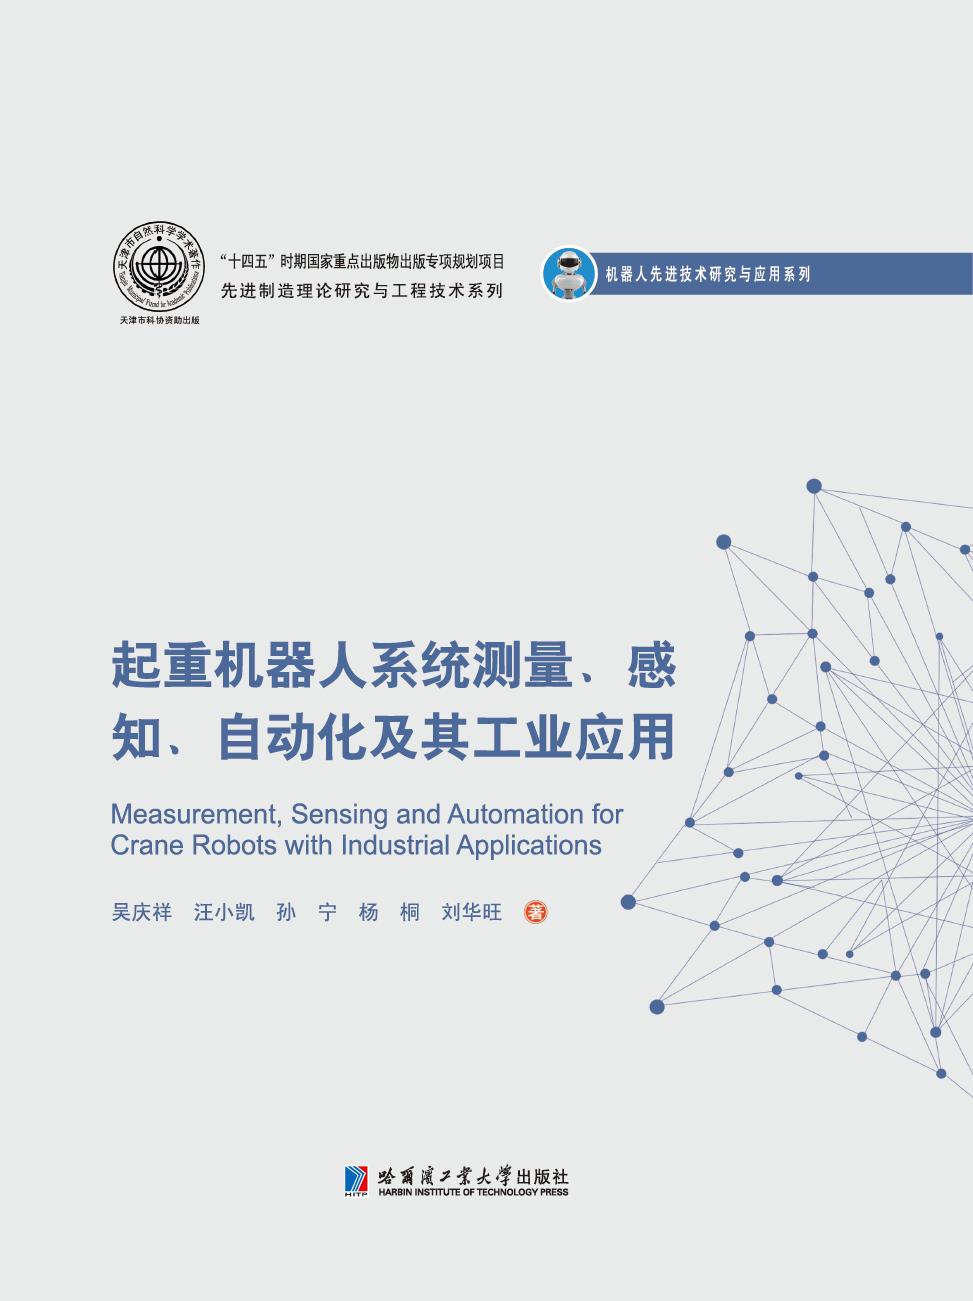 天津市自然科学学术著作
Tianjin Municipal Fund for Academic Publications
天津市科协资助出版
“十四五”时期国家重点出版物出版专项规划项目
先进制造理论研究与工程技术系列
机器人先进技术研究与应用系列
起重机器人系统测量、感
知、自动化及其工业应用
Measurement, Sensing and Automation for
Crane Robots with Industrial Applications
吴庆祥 汪小凯 孙 宁 杨 桐 刘华旺 著
HITP
哈爾濱工業大學出版社
HARBIN INSTITUTE OF TECHNOLOGY PRESS